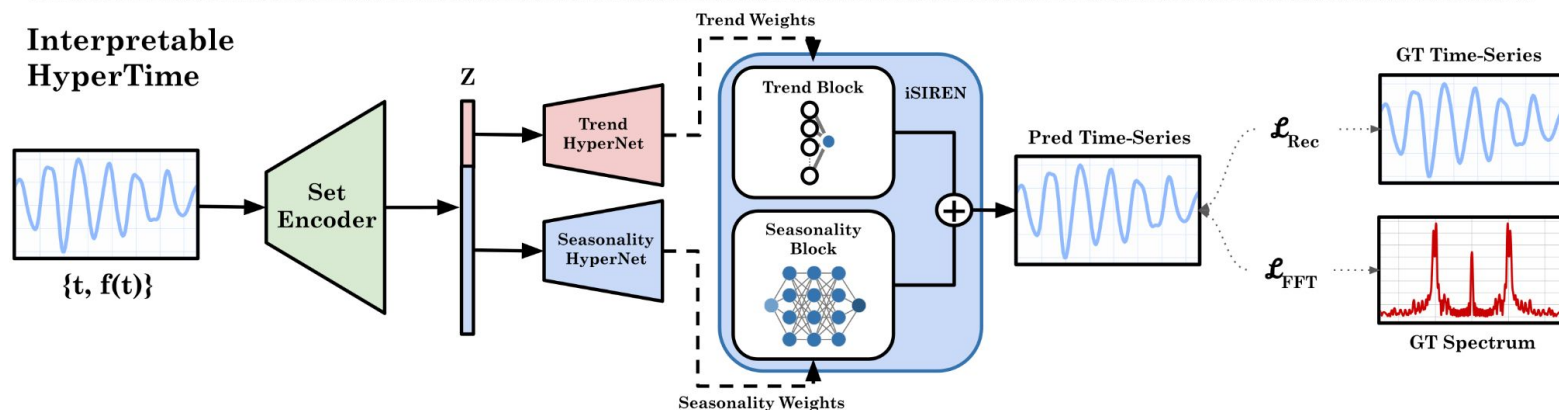 Interpretable
HyperTime
{t, f(t)}
Set
Encoder
Z
Trend
HyperNet
Seasonality
HyperNet
Trend Weights
Seasonality Weights
iSIREN
Trend Block
Seasonality
Block
+
Pred Time-Series
ℒRec
ℒFFT
GT Time-Series
GT Spectrum